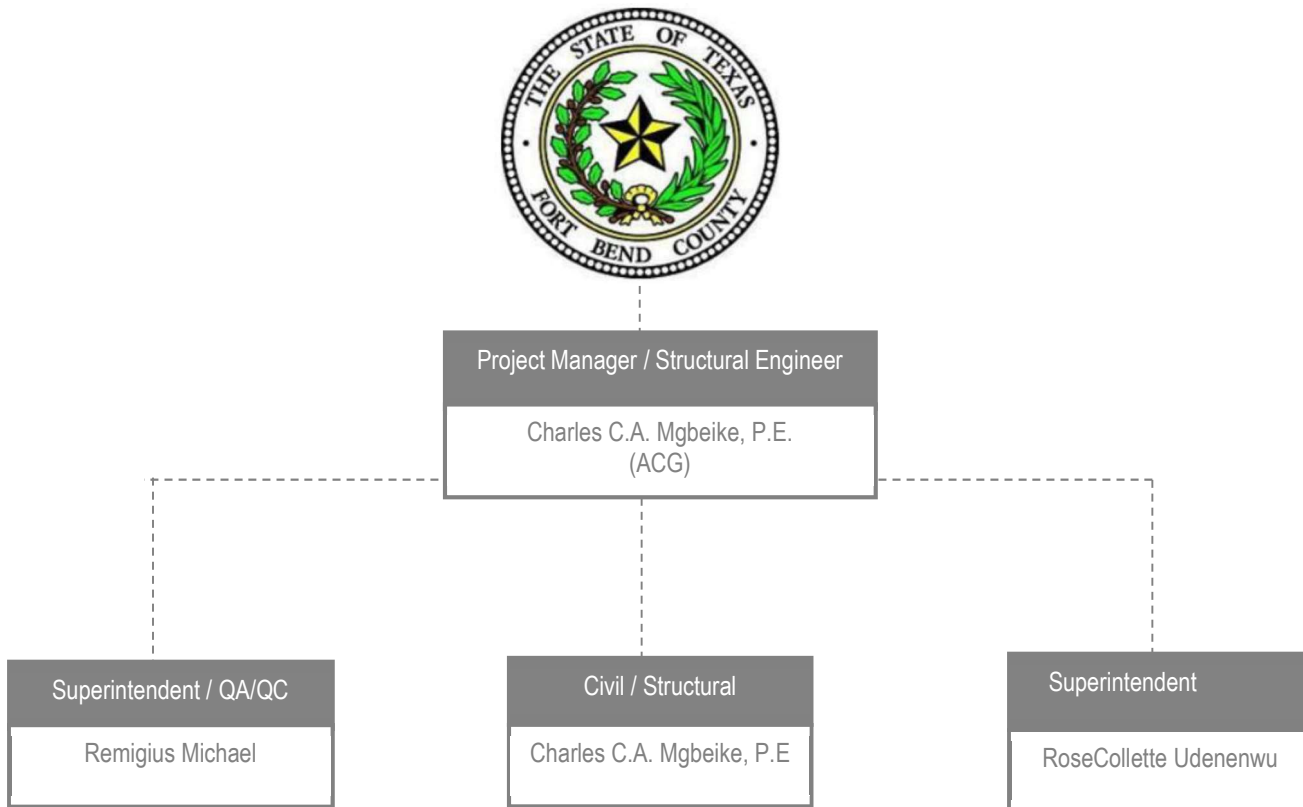 THE STATE OF TEXAS
FORT BEND COUNTY
Project Manager / Structural Engineer
Charles C.A. Mgbeike, P.E.
(ACG)
Superintendent / QA/QC
Remigius Michael
Civil / Structural
Charles C.A. Mgbeike, P.E
Superintendent
RoseCollette Udenenwu